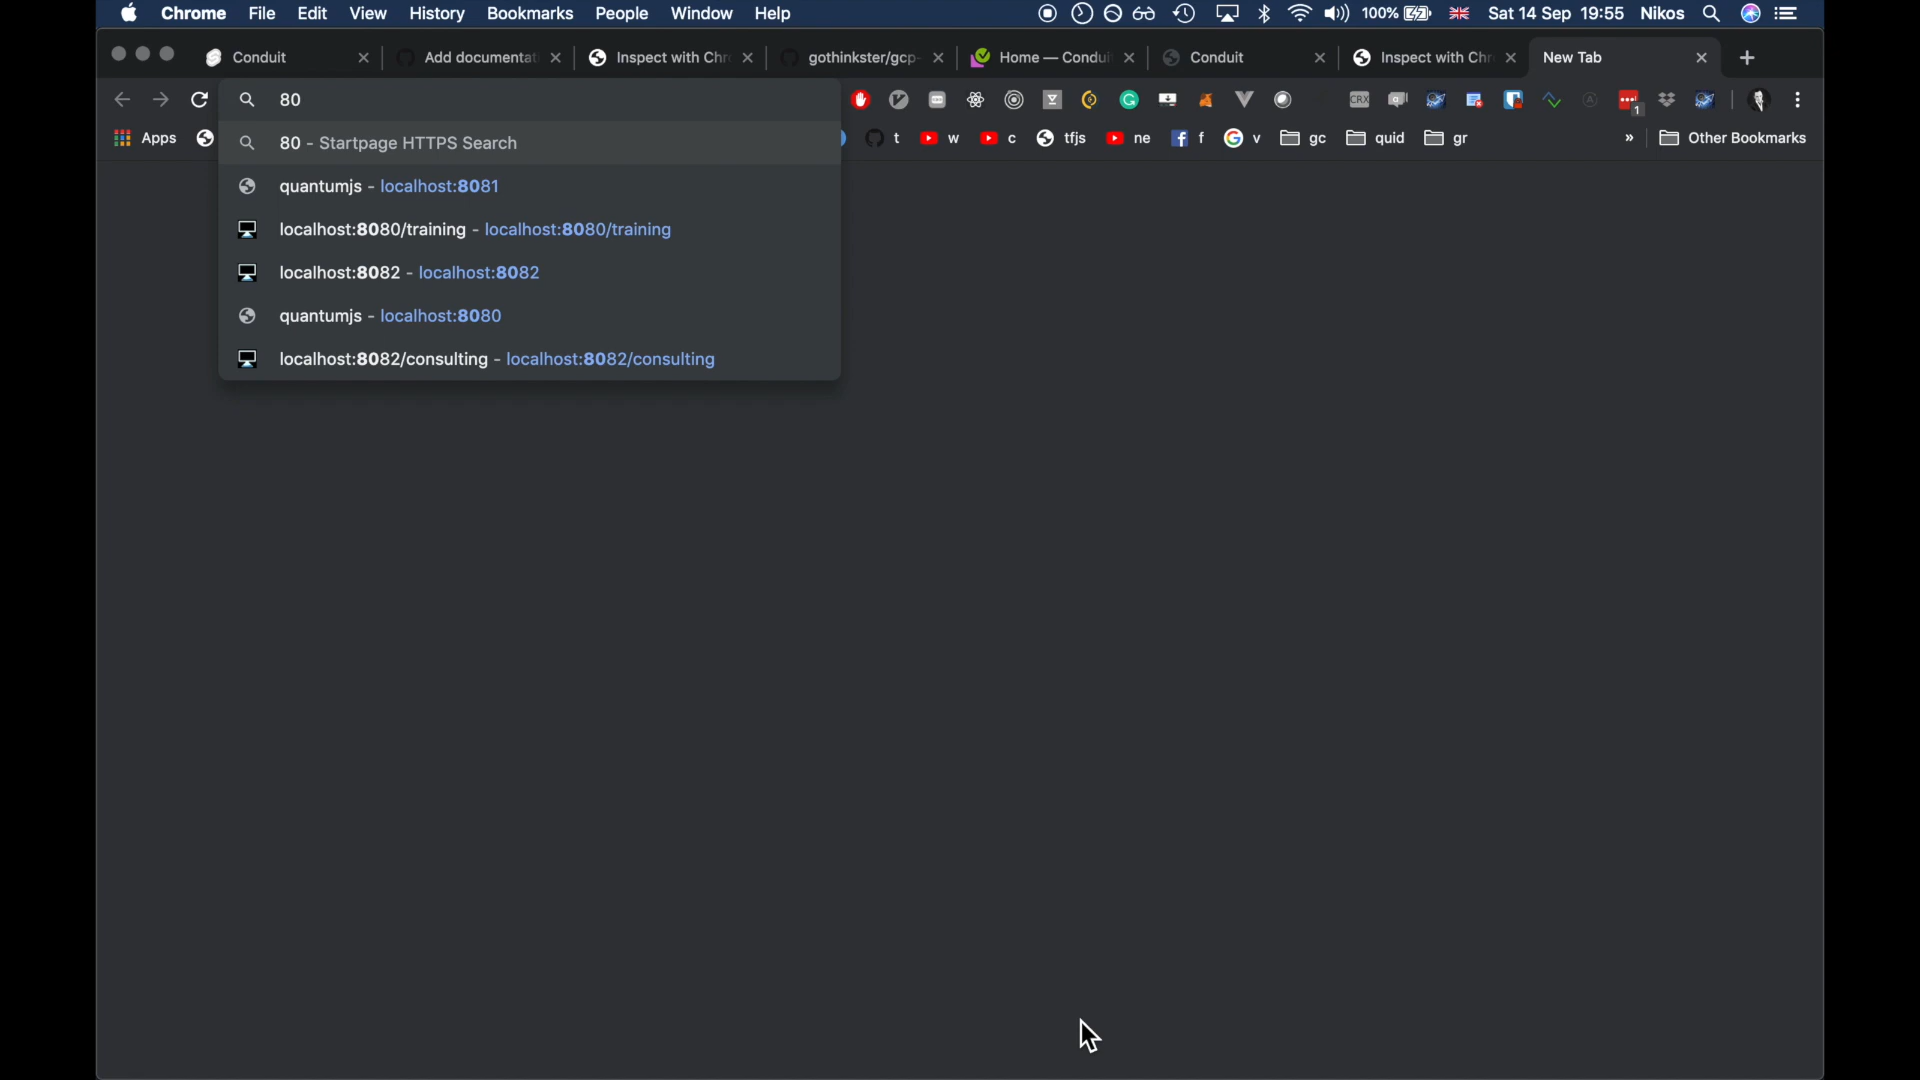 Chrome File Edit View History Bookmarks People Window Help 100% Sat 14 Sep 19:55 Nikos
Conduit Add documentat Inspect with Chr gothinkster/gcp- Home — Condui Conduit Inspect with Chr New Tab
80 CRX 1
Apps t w c tfjs ne f v gc quid gr » Other Bookmarks
80 - Startpage HTTPS Search
quantumjs - localhost:8081
localhost:8080/training - localhost:8080/training
localhost:8082 - localhost:8082
quantumjs - localhost:8080
localhost:8082/consulting - localhost:8082/consulting